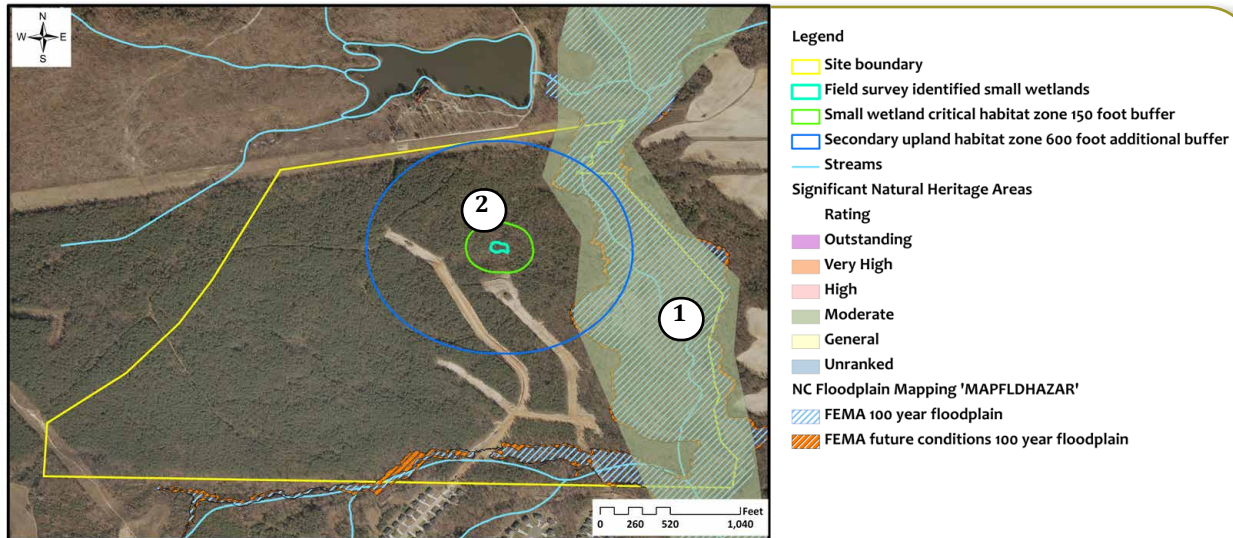 N
W E
S
2
1
Feet
0 260 520 1,040
Legend
Site boundary
Field survey identified small wetlands
Small wetland critical habitat zone 150 foot buffer
Secondary upland habitat zone 600 foot additional buffer
Streams
Significant Natural Heritage Areas
Rating
Outstanding
Very High
High
Moderate
General
Unranked
NC Floodplain Mapping 'MAPFLDHAZAR'
FEMA 100 year floodplain
FEMA future conditions 100 year floodplain